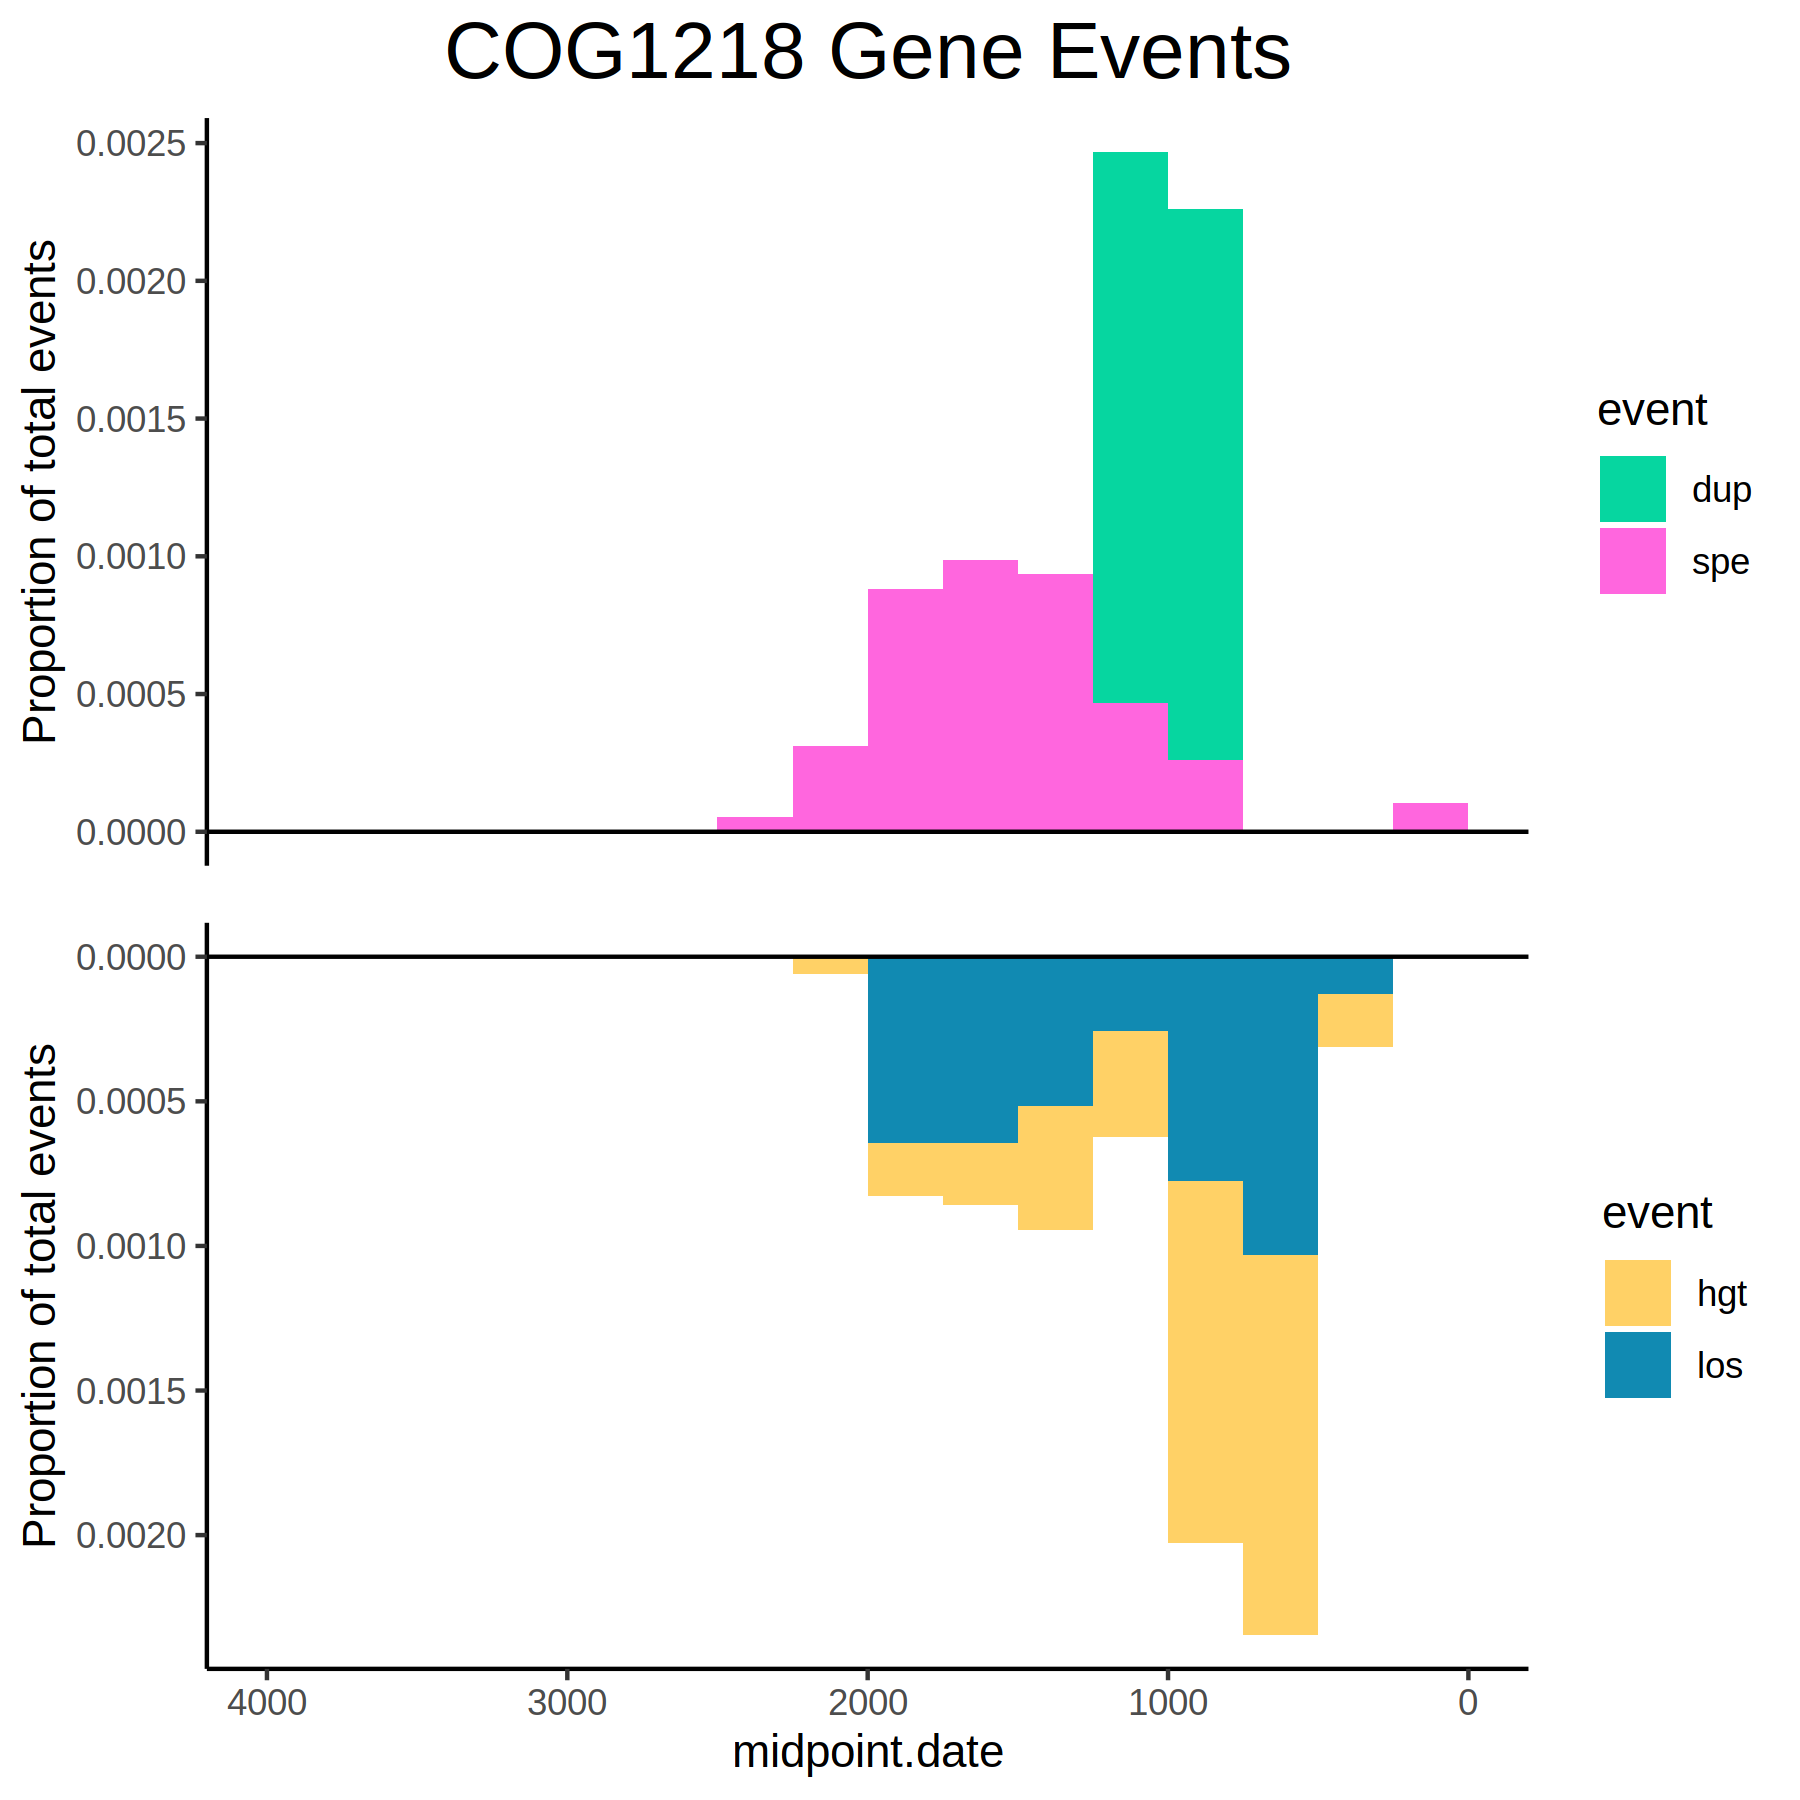 COG1218 Gene Events
Proportion of total events
0.0025
0.0020
0.0015
0.0010
0.0005
0.0000
event
dup
spe
Proportion of total events
0.0000
0.0005
0.0010
0.0015
0.0020
event
hgt
los
4000 3000 2000 1000 0
midpoint.date